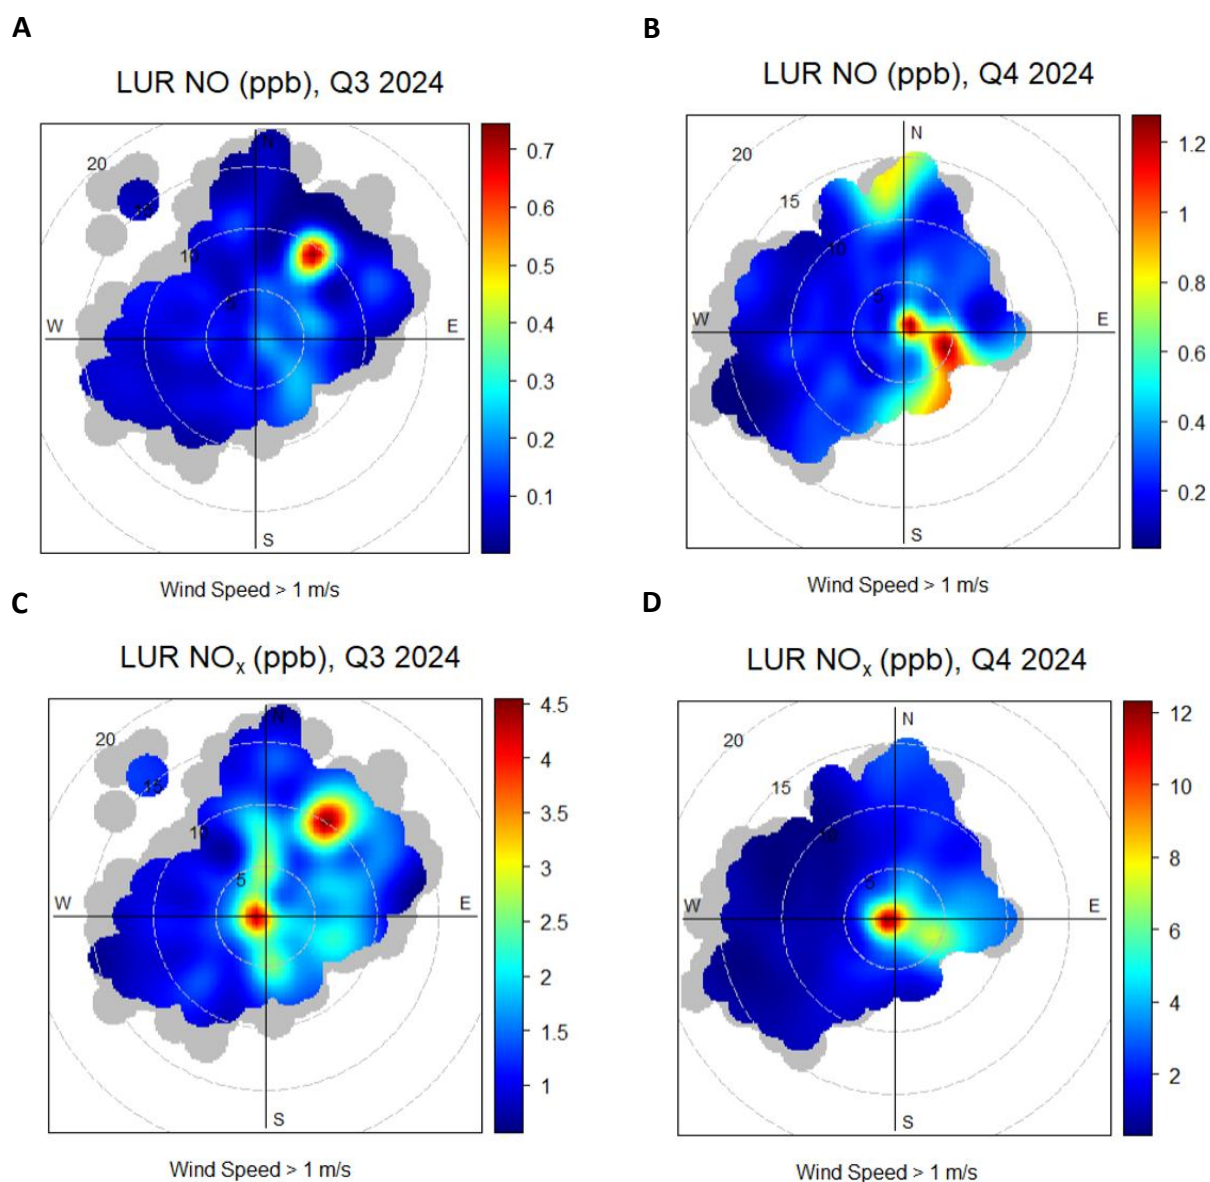 A
B
LUR NO (ppb), Q3 2024
LUR NO (ppb), Q4 2024
N
20
15
10
5
W
E
S
0.7
0.6
0.5
0.4
0.3
0.2
0.1
Wind Speed > 1 m/s
N
20
15
10
5
W
E
S
1.2
1
0.8
0.6
0.4
0.2
Wind Speed > 1 m/s
C
D
LUR NOx (ppb), Q3 2024
LUR NOx (ppb), Q4 2024
N
20
15
10
5
W
E
S
4.5
4
3.5
3
2.5
2
1.5
1
Wind Speed > 1 m/s
N
20
15
10
5
W
E
S
12
10
8
6
4
2
Wind Speed > 1 m/s